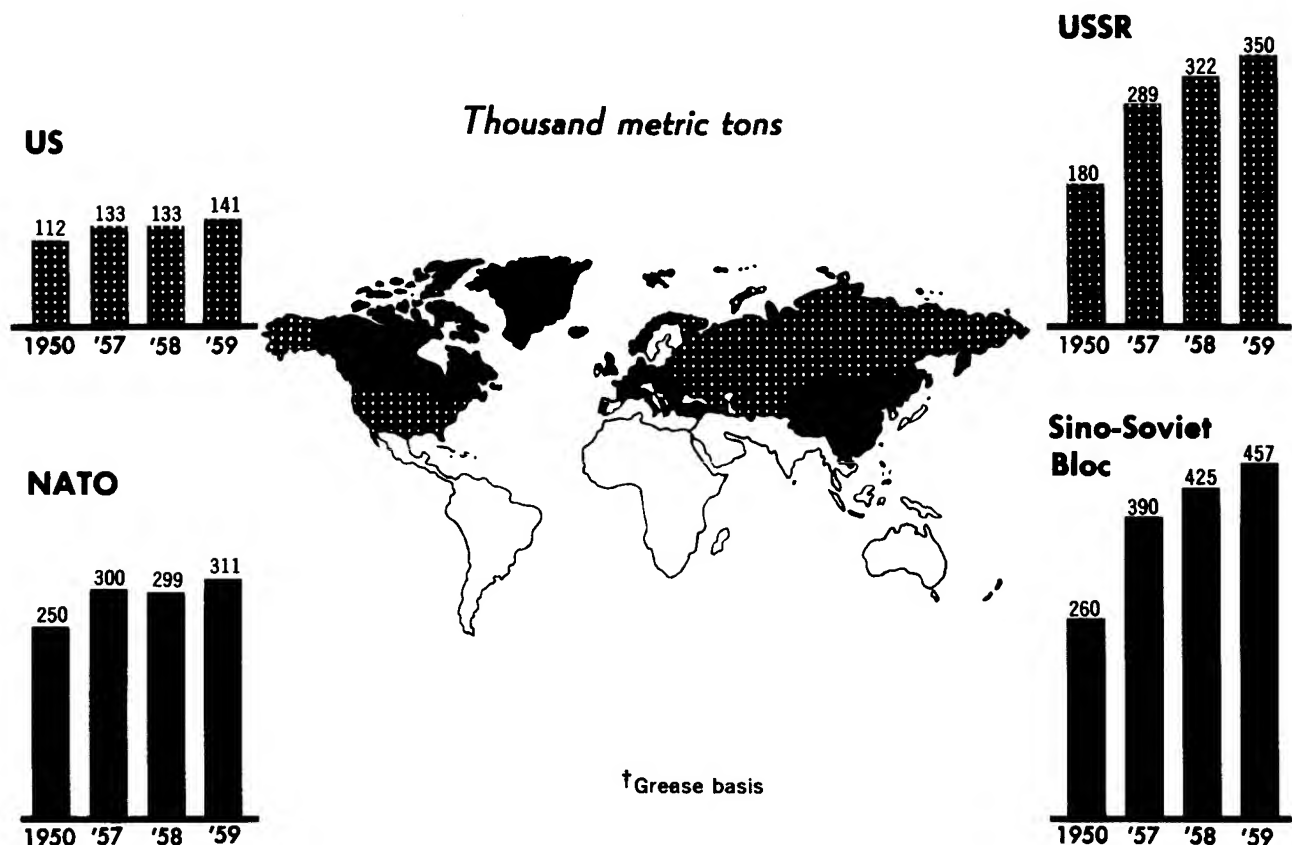 US
112 133 133 141
1950 '57 '58 '59
NATO
250 300 299 311
1950 '57 '58 '59
Thousand metric tons
†Grease basis
USSR
180 289 322 350
1950 '57 '58 '59
Sino-Soviet
Bloc
260 390 425 457
1950 '57 '58 '59